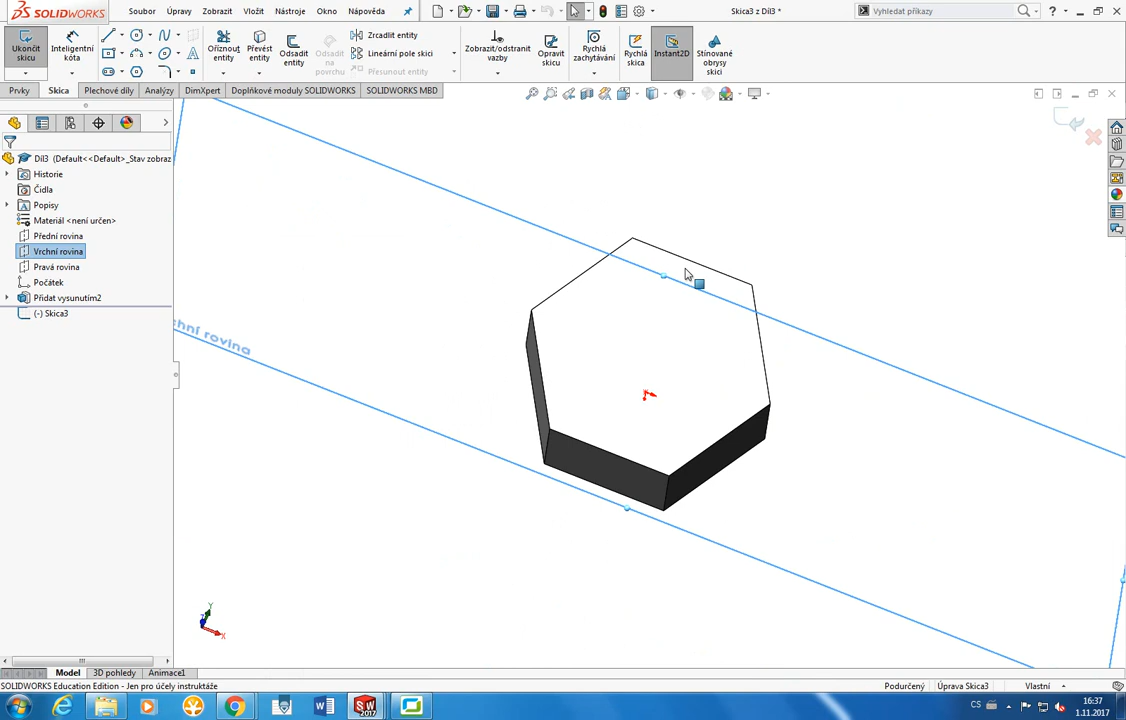 SOLIDWORKS Soubor Úpravy Zobrazit Vložit Nástroje Okno Nápověda Skica3 z Díl3 * Vyhledat příkazy
Ukončit skicu
Inteligentní kóta
Oříznout entity
Převést entity
Odsadit entity
Odsadit na povrchu
Zrcadlit entity
Lineární pole skici
Přesunout entity
Zobrazit/odstranit vazby
Opravit skicu
Rychlá zachytávání
Rychlá skica
Instant2D
Stínované obrysy skici
Prvky Skica Plechové díly Analýzy DimXpert Doplňkové moduly SOLIDWORKS SOLIDWORKS MBD
Díl3 (Default<<Default>_Stav zobraz
Historie
Čidla
Popisy
Materiál <není určen>
Přední rovina
Vrchní rovina
Pravá rovina
Počátek
Přidat vysunutím2
(-) Skica3
chní rovina
Y
Z
X
Model 3D pohledy Animace1
SOLIDWORKS Education Edition - Jen pro účely instruktáže Podurčený Úprava Skica3 Vlastní
W SW 2017 CS 16:37
1.11.2017